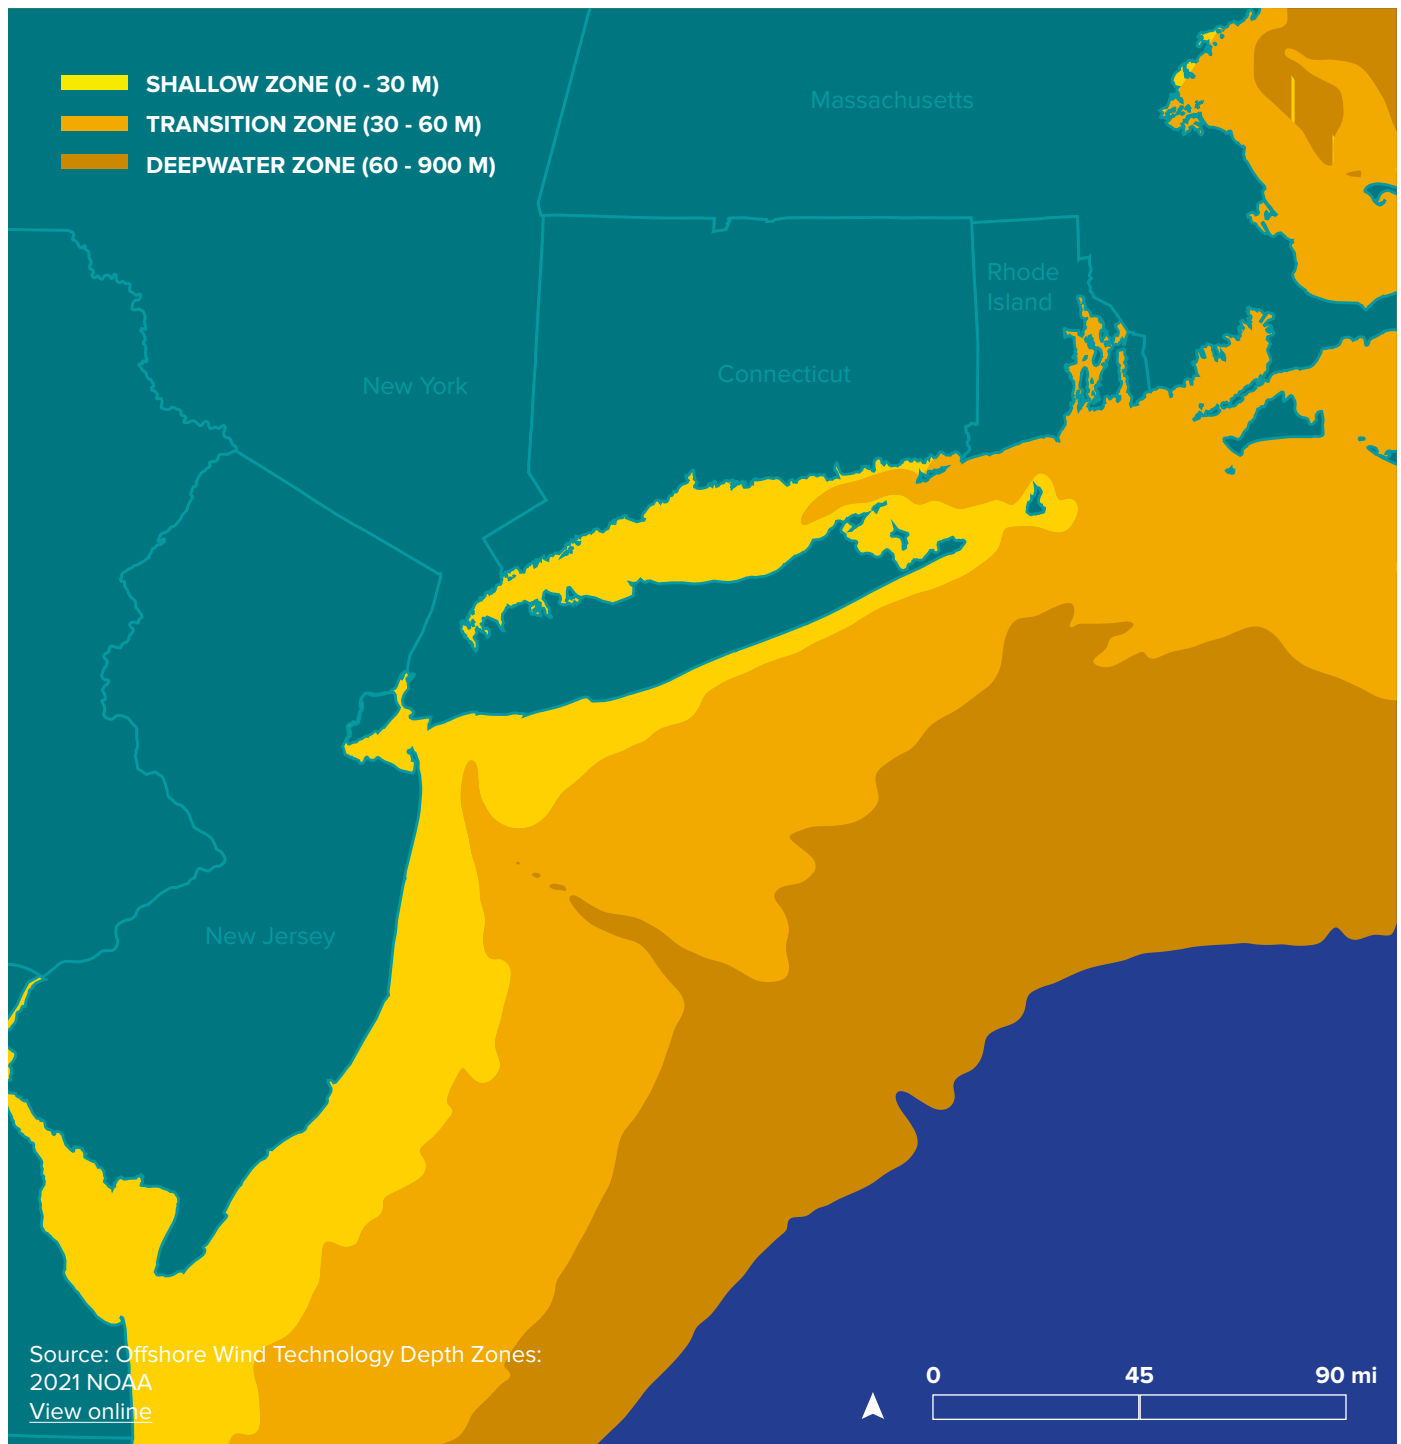 SHALLOW ZONE (0 - 30 M)
TRANSITION ZONE (30 - 60 M)
DEEPWATER ZONE (60 - 900 M)
Massachusetts
Rhode
Island
Connecticut
New York
New Jersey
Source: Offshore Wind Technology Depth Zones:
2021 NOAA
View online
0 45 90 mi